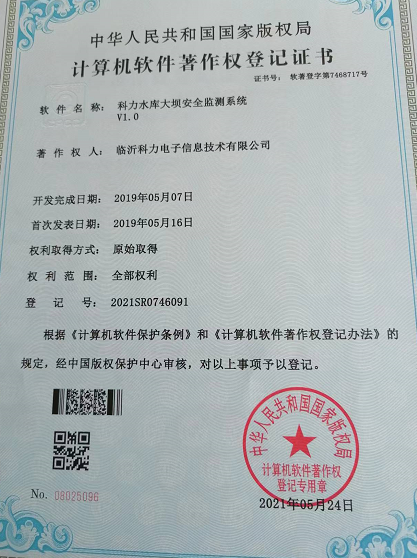 中华人民共和国国家版权局
计算机软件著作权登记证书
证书号： 软著登字第7468717号
软件名称： 科力水库大坝安全监测系统
V1.0
著作权人： 临沂科力电子信息技术有限公司
开发完成日期： 2019年05月07日
首次发表日期： 2019年05月16日
权利取得方式： 原始取得
权利范围： 全部权利
登记号： 2021SR0746091
根据《计算机软件保护条例》和《计算机软件著作权登记办法》的
规定，经中国版权保护中心审核，对以上事项予以登记。
中华人民共和国国家版权局
计算机软件著作权
登记专用章
No. 08025096
2021年05月24日